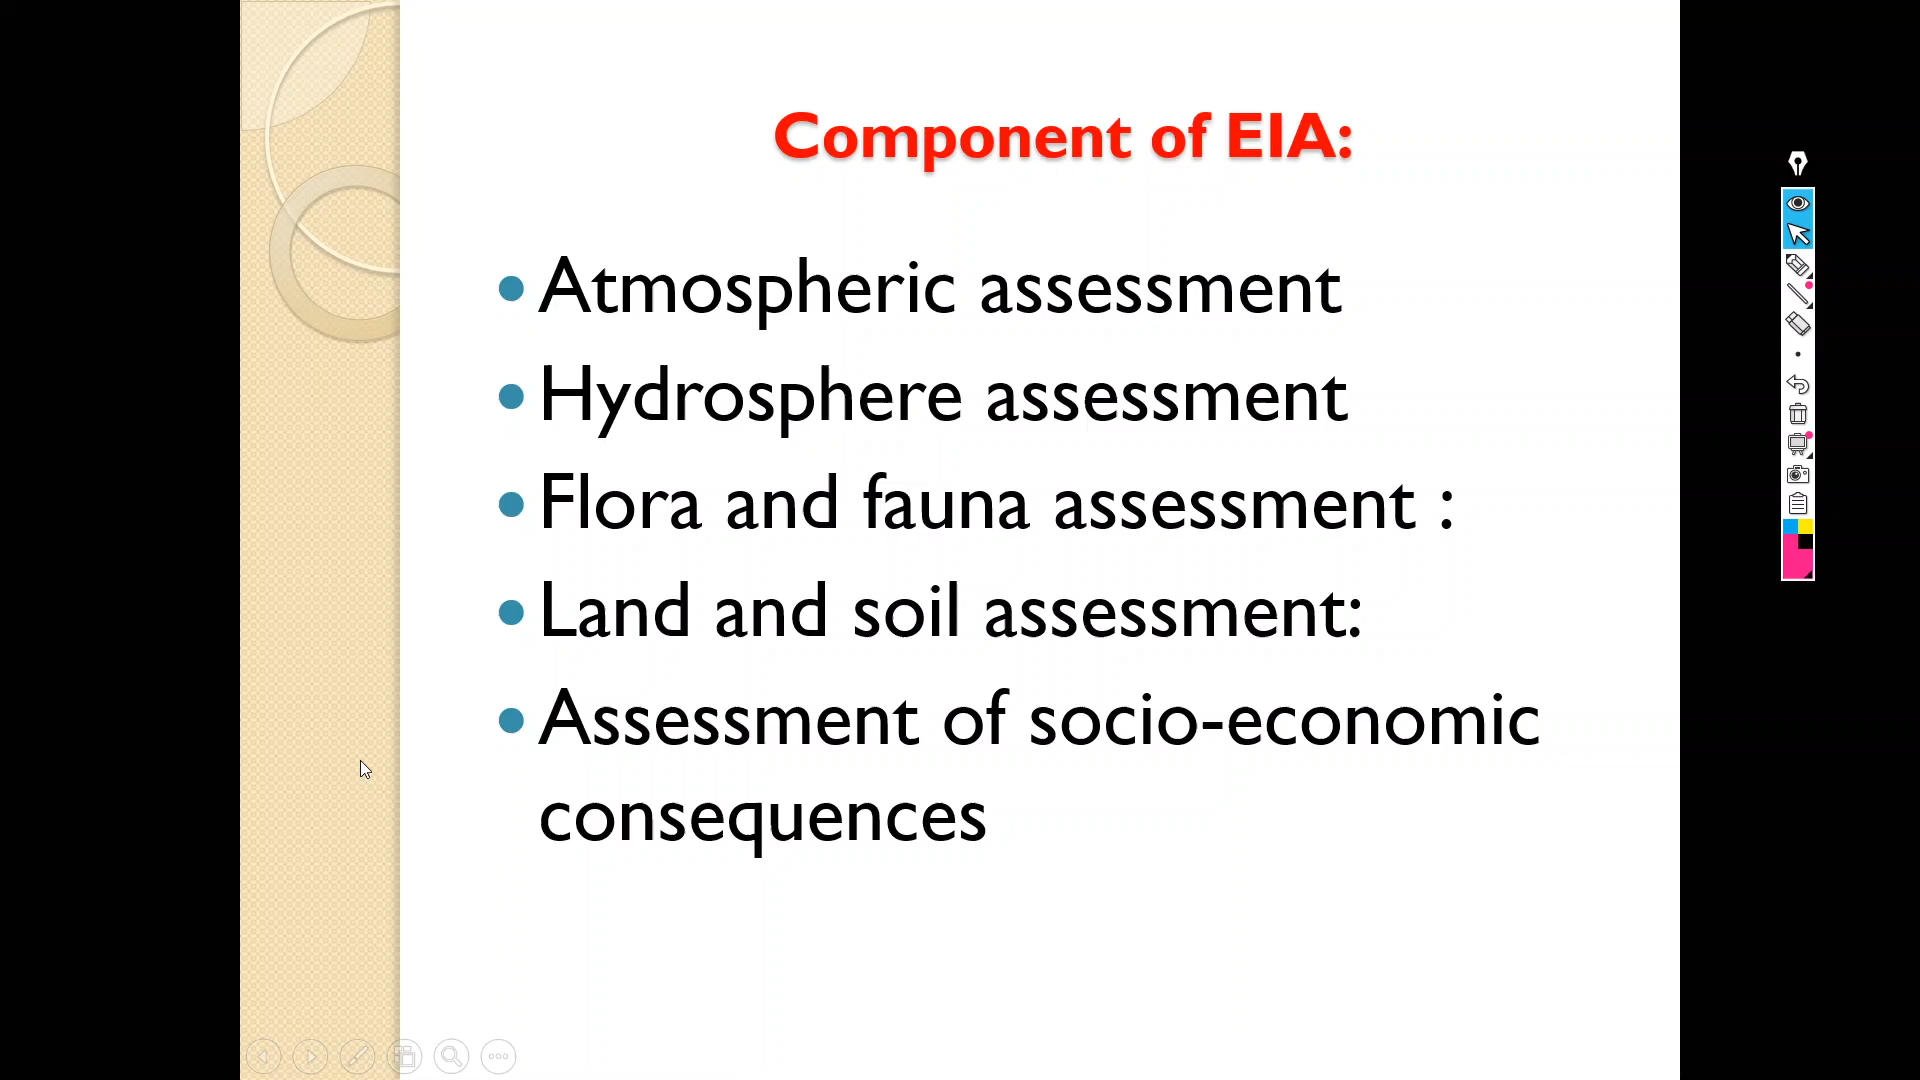 Component of EIA:
• Atmospheric assessment
• Hydrosphere assessment
• Flora and fauna assessment :
• Land and soil assessment:
• Assessment of socio-economic
consequences